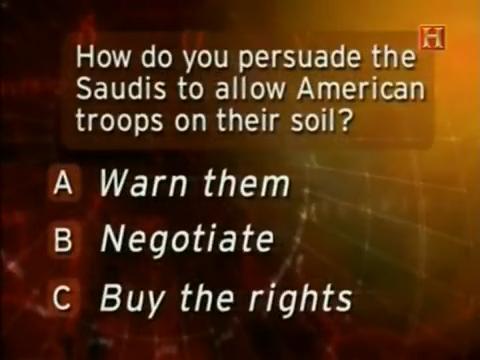 How do you persuade the
Saudis to allow American
troops on their soil?
H
A Warn them
B Negotiate
C Buy the rights